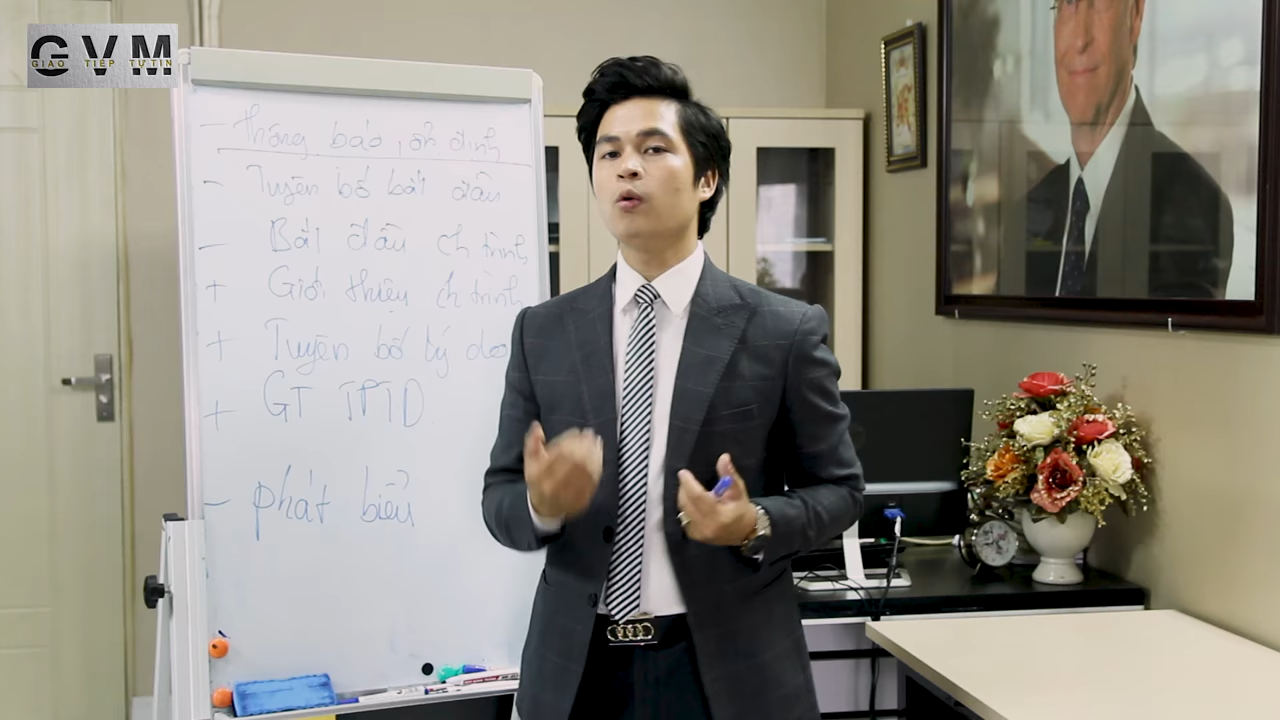 GVM
GIAO TIẾP TỰ TIN
- Thông báo, ổn định
- Tuyên bố bắt đầu
- Bắt đầu ch trình
+ Giới thiệu ch trình
+ Tuyên bố lý do
+ GT TPTD
- phát biểu